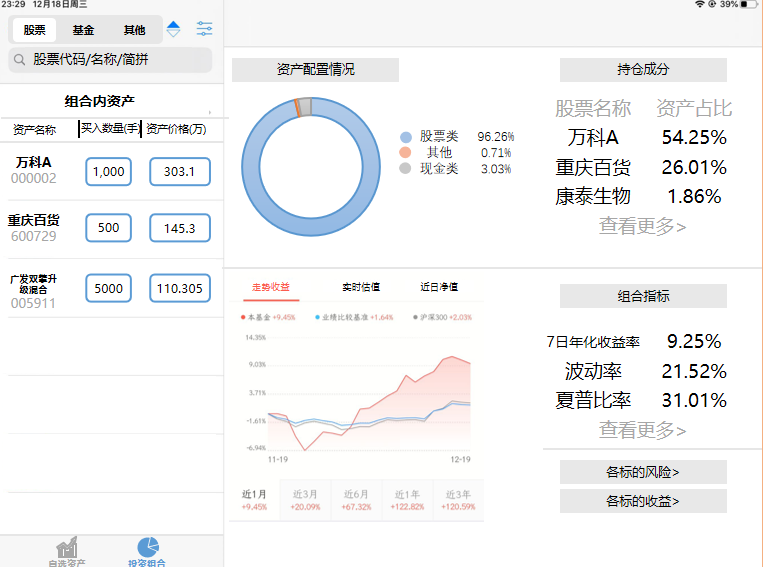 23:29 12月18日周三
39%
股票 基金 其他
股票代码/名称/简拼
组合内资产
资产名称 买入数量(手) 资产价格(万)
万科A
000002
1,000 303.1
重庆百货
600729
500 145.3
广发双擎升
级混合
005911
5000 110.305
自选资产 投资组合
资产配置情况
股票类 96.26%
其他 0.71%
现金类 3.03%
持仓成分
股票名称 资产占比
万科A 54.25%
重庆百货 26.01%
康泰生物 1.86%
查看更多>
走势收益 实时估值 近日净值
本基金 +9.45% 业绩比较基准 +1.64% 沪深300 +2.03%
14.35%
9.03%
3.71%
-1.61%
-6.94%
11-19 12-19
近1月 近3月 近6月 近1年 近3年
+9.45% +20.09% +67.32% +122.82% +120.59%
组合指标
7日年化收益率 9.25%
波动率 21.52%
夏普比率 31.01%
查看更多>
各标的风险>
各标的收益>